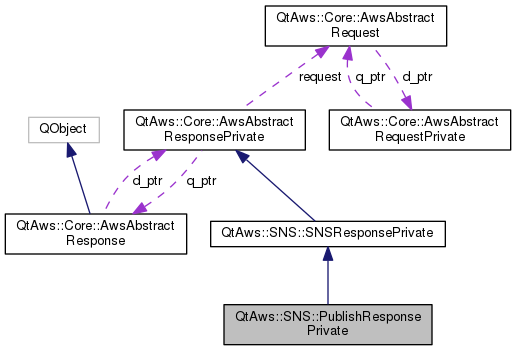 QtAws::Core::AwsAbstract
Request
request
q_ptr
d_ptr
QObject
QtAws::Core::AwsAbstract
ResponsePrivate
QtAws::Core::AwsAbstract
RequestPrivate
d_ptr
q_ptr
QtAws::Core::AwsAbstract
Response
QtAws::SNS::SNSResponsePrivate
QtAws::SNS::PublishResponse
Private